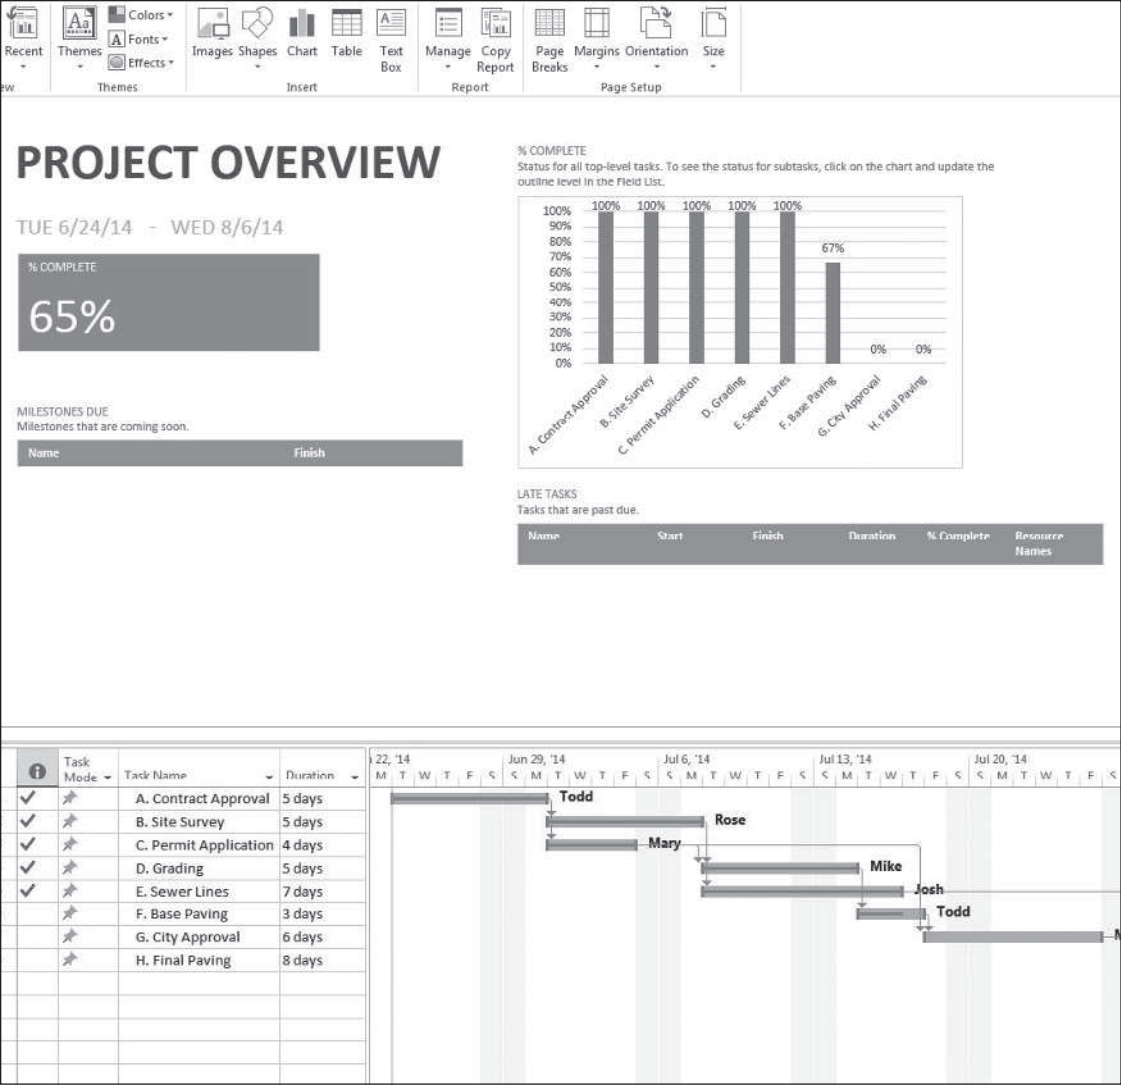 Recent
Themes
Colors
Fonts
Effects
Images Shapes Chart Table Text Box
Manage Copy Report
Page Breaks Margins Orientation Size
ew Themes Insert Report Page Setup
PROJECT OVERVIEW
TUE 6/24/14 - WED 8/6/14
% COMPLETE
65%
MILESTONES DUE
Milestones that are coming soon.
Name Finish
% COMPLETE
Status for all top-level tasks. To see the status for subtasks, click on the chart and update the
outline level in the Field List.
100% 100% 100% 100% 100%
67%
0% 0%
100%
90%
80%
70%
60%
50%
40%
30%
20%
10%
0%
A. Contract Approval
B. Site Survey
C. Permit Application
D. Grading
E. Sewer Lines
F. Base Paving
G. City Approval
H. Final Paving
LATE TASKS
Tasks that are past due.
Name Start Finish Duration % Complete Resource
Names
Task Mode Task Name Duration
22, '14 Jun 29, '14 Jul 6, '14 Jul 13, '14 Jul 20, '14
M T W T F S S M T W T F S S M T W T F S S M T W T F S S M T W T F S
A. Contract Approval 5 days Todd
B. Site Survey 5 days Rose
C. Permit Application 4 days Mary
D. Grading 5 days Mike
E. Sewer Lines 7 days Josh
F. Base Paving 3 days Todd
G. City Approval 6 days
H. Final Paving 8 days